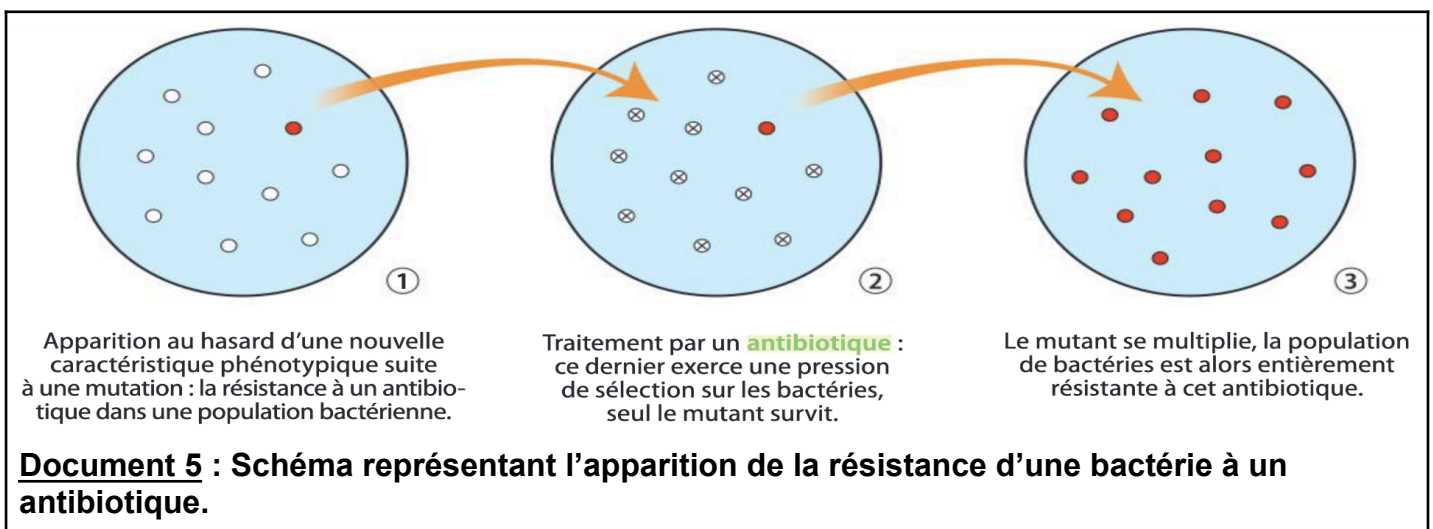 ①
②
③
Apparition au hasard d’une nouvelle
caractéristique phénotypique suite
à une mutation : la résistance à un antibio-
tique dans une population bactérienne.
Traitement par un antibiotique :
ce dernier exerce une pression
de sélection sur les bactéries,
seul le mutant survit.
Le mutant se multiplie, la population
de bactéries est alors entièrement
résistante à cet antibiotique.
Document 5 : Schéma représentant l’apparition de la résistance d’une bactérie à un
antibiotique.